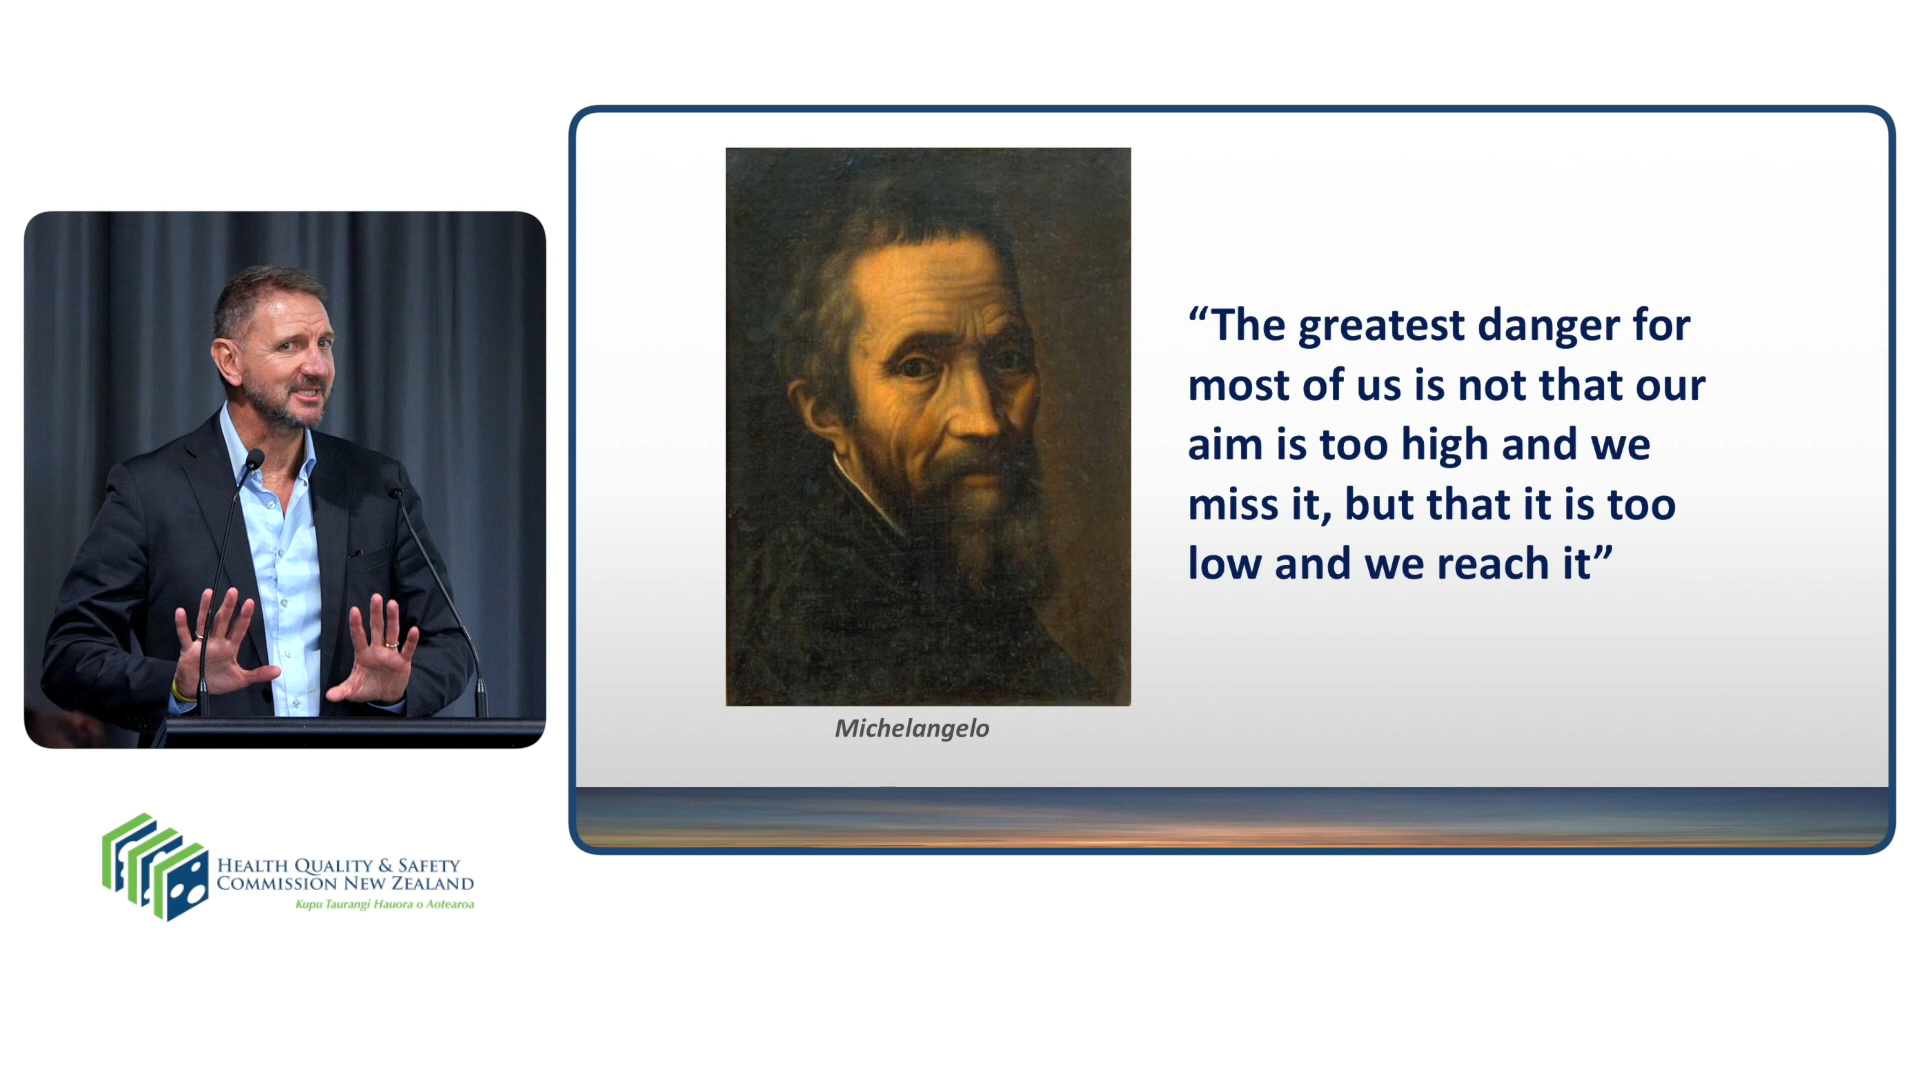 “The greatest danger for
most of us is not that our
aim is too high and we
miss it, but that it is too
low and we reach it”
Michelangelo
HEALTH QUALITY & SAFETY
COMMISSION NEW ZEALAND
Kupu Taurangi Hauora o Aotearoa